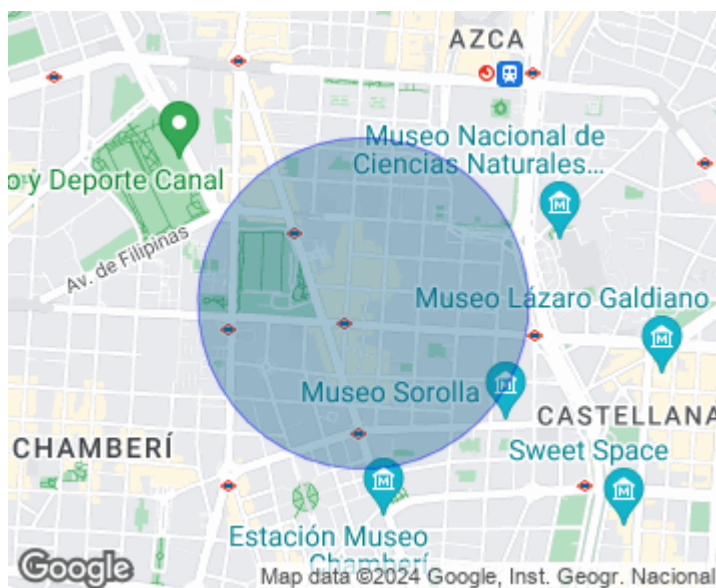 AZCA
Museo Nacional de
Ciencias Naturales...
o y Deporte Canal
Av. de Filipinas
Museo Lázaro Galdiano
Museo Sorolla
CASTELLANA
CHAMBERÍ
Sweet Space
Estación Museo
Chamberí
Google
Map data ©2024 Google, Inst. Geogr. Nacional